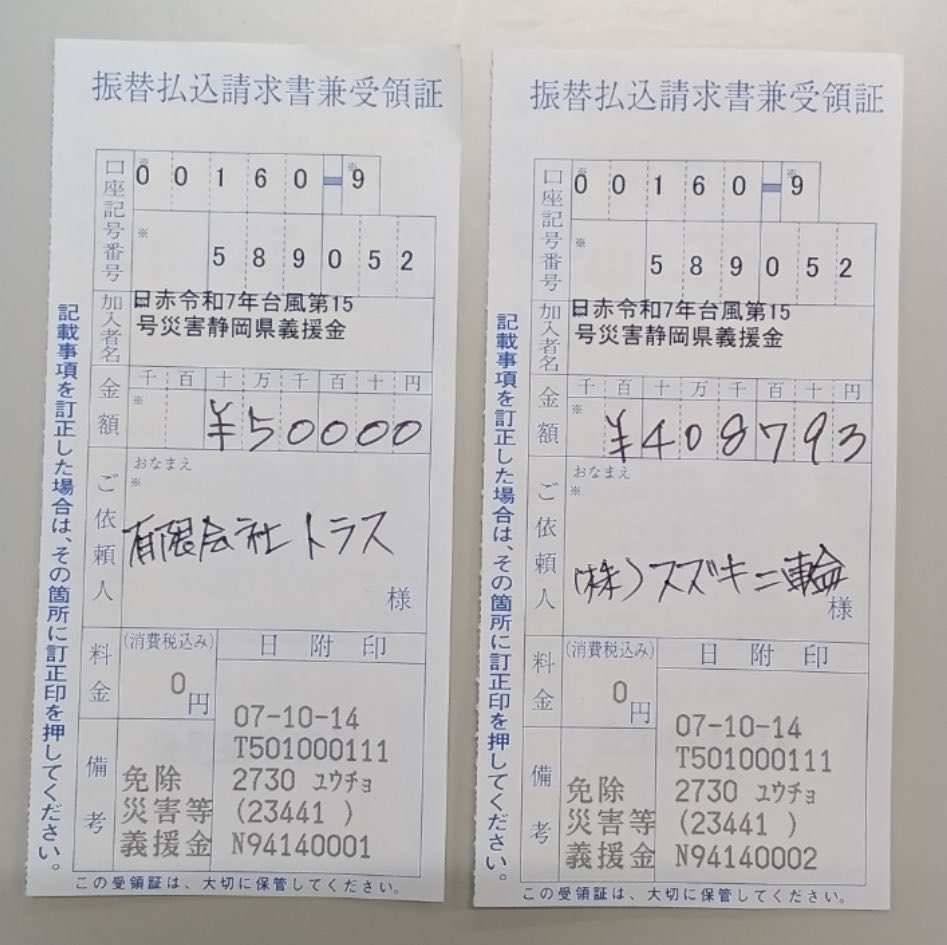 振替払込請求書兼受領証
口座記号番号
※ ※
00160-9
※
589052
加入者名
日赤令和7年台風第15
号災害静岡県義援金
金額
千百十万千百十円
※
¥50000
ご依頼人
おなまえ
※
有限会社トラス
様
料金
(消費税込み)
0円
日附印
07-10-14
T501000111
2730 ユウチョ
(23441 )
N94140001
備考
免除
災害等
義援金
記載事項を訂正した場合は、その箇所に訂正印を押してください。
この受領証は、大切に保管してください。
振替払込請求書兼受領証
口座記号番号
※ ※
00160-9
※
589052
加入者名
日赤令和7年台風第15
号災害静岡県義援金
金額
千百十万千百十円
※
¥408793
ご依頼人
おなまえ
※
(株)スズキ二輪
様
料金
(消費税込み)
0円
日附印
07-10-14
T501000111
2730 ユウチョ
(23441 )
N94140002
備考
免除
災害等
義援金
記載事項を訂正した場合は、その箇所に訂正印を押してください。
この受領証は、大切に保管してください。